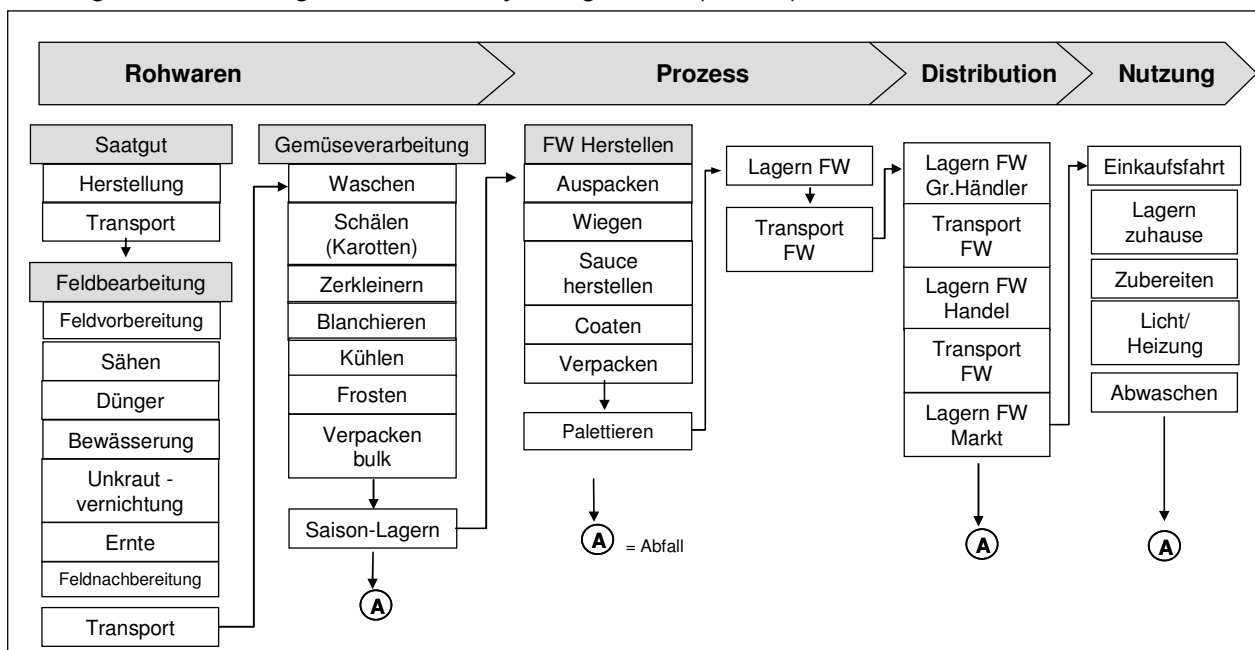 Rohwaren
Prozess
Distribution
Nutzung
Saatgut
Herstellung
Transport
Feldbearbeitung
Feldvorbereitung
Sähen
Dünger
Bewässerung
Unkraut -
vernichtung
Ernte
Feldnachbereitung
Transport
Gemüseverarbeitung
Waschen
Schälen
(Karotten)
Zerkleinern
Blanchieren
Kühlen
Frosten
Verpacken
bulk
Saison-Lagern
A
FW Herstellen
Auspacken
Wiegen
Sauce
herstellen
Coaten
Verpacken
Palettieren
A = Abfall
Lagern FW
Transport
FW
Lagern FW
Gr.Händler
Transport
FW
Lagern FW
Handel
Transport
FW
Lagern FW
Markt
A
Einkaufsfahrt
Lagern
zuhause
Zubereiten
Licht/
Heizung
Abwaschen
A